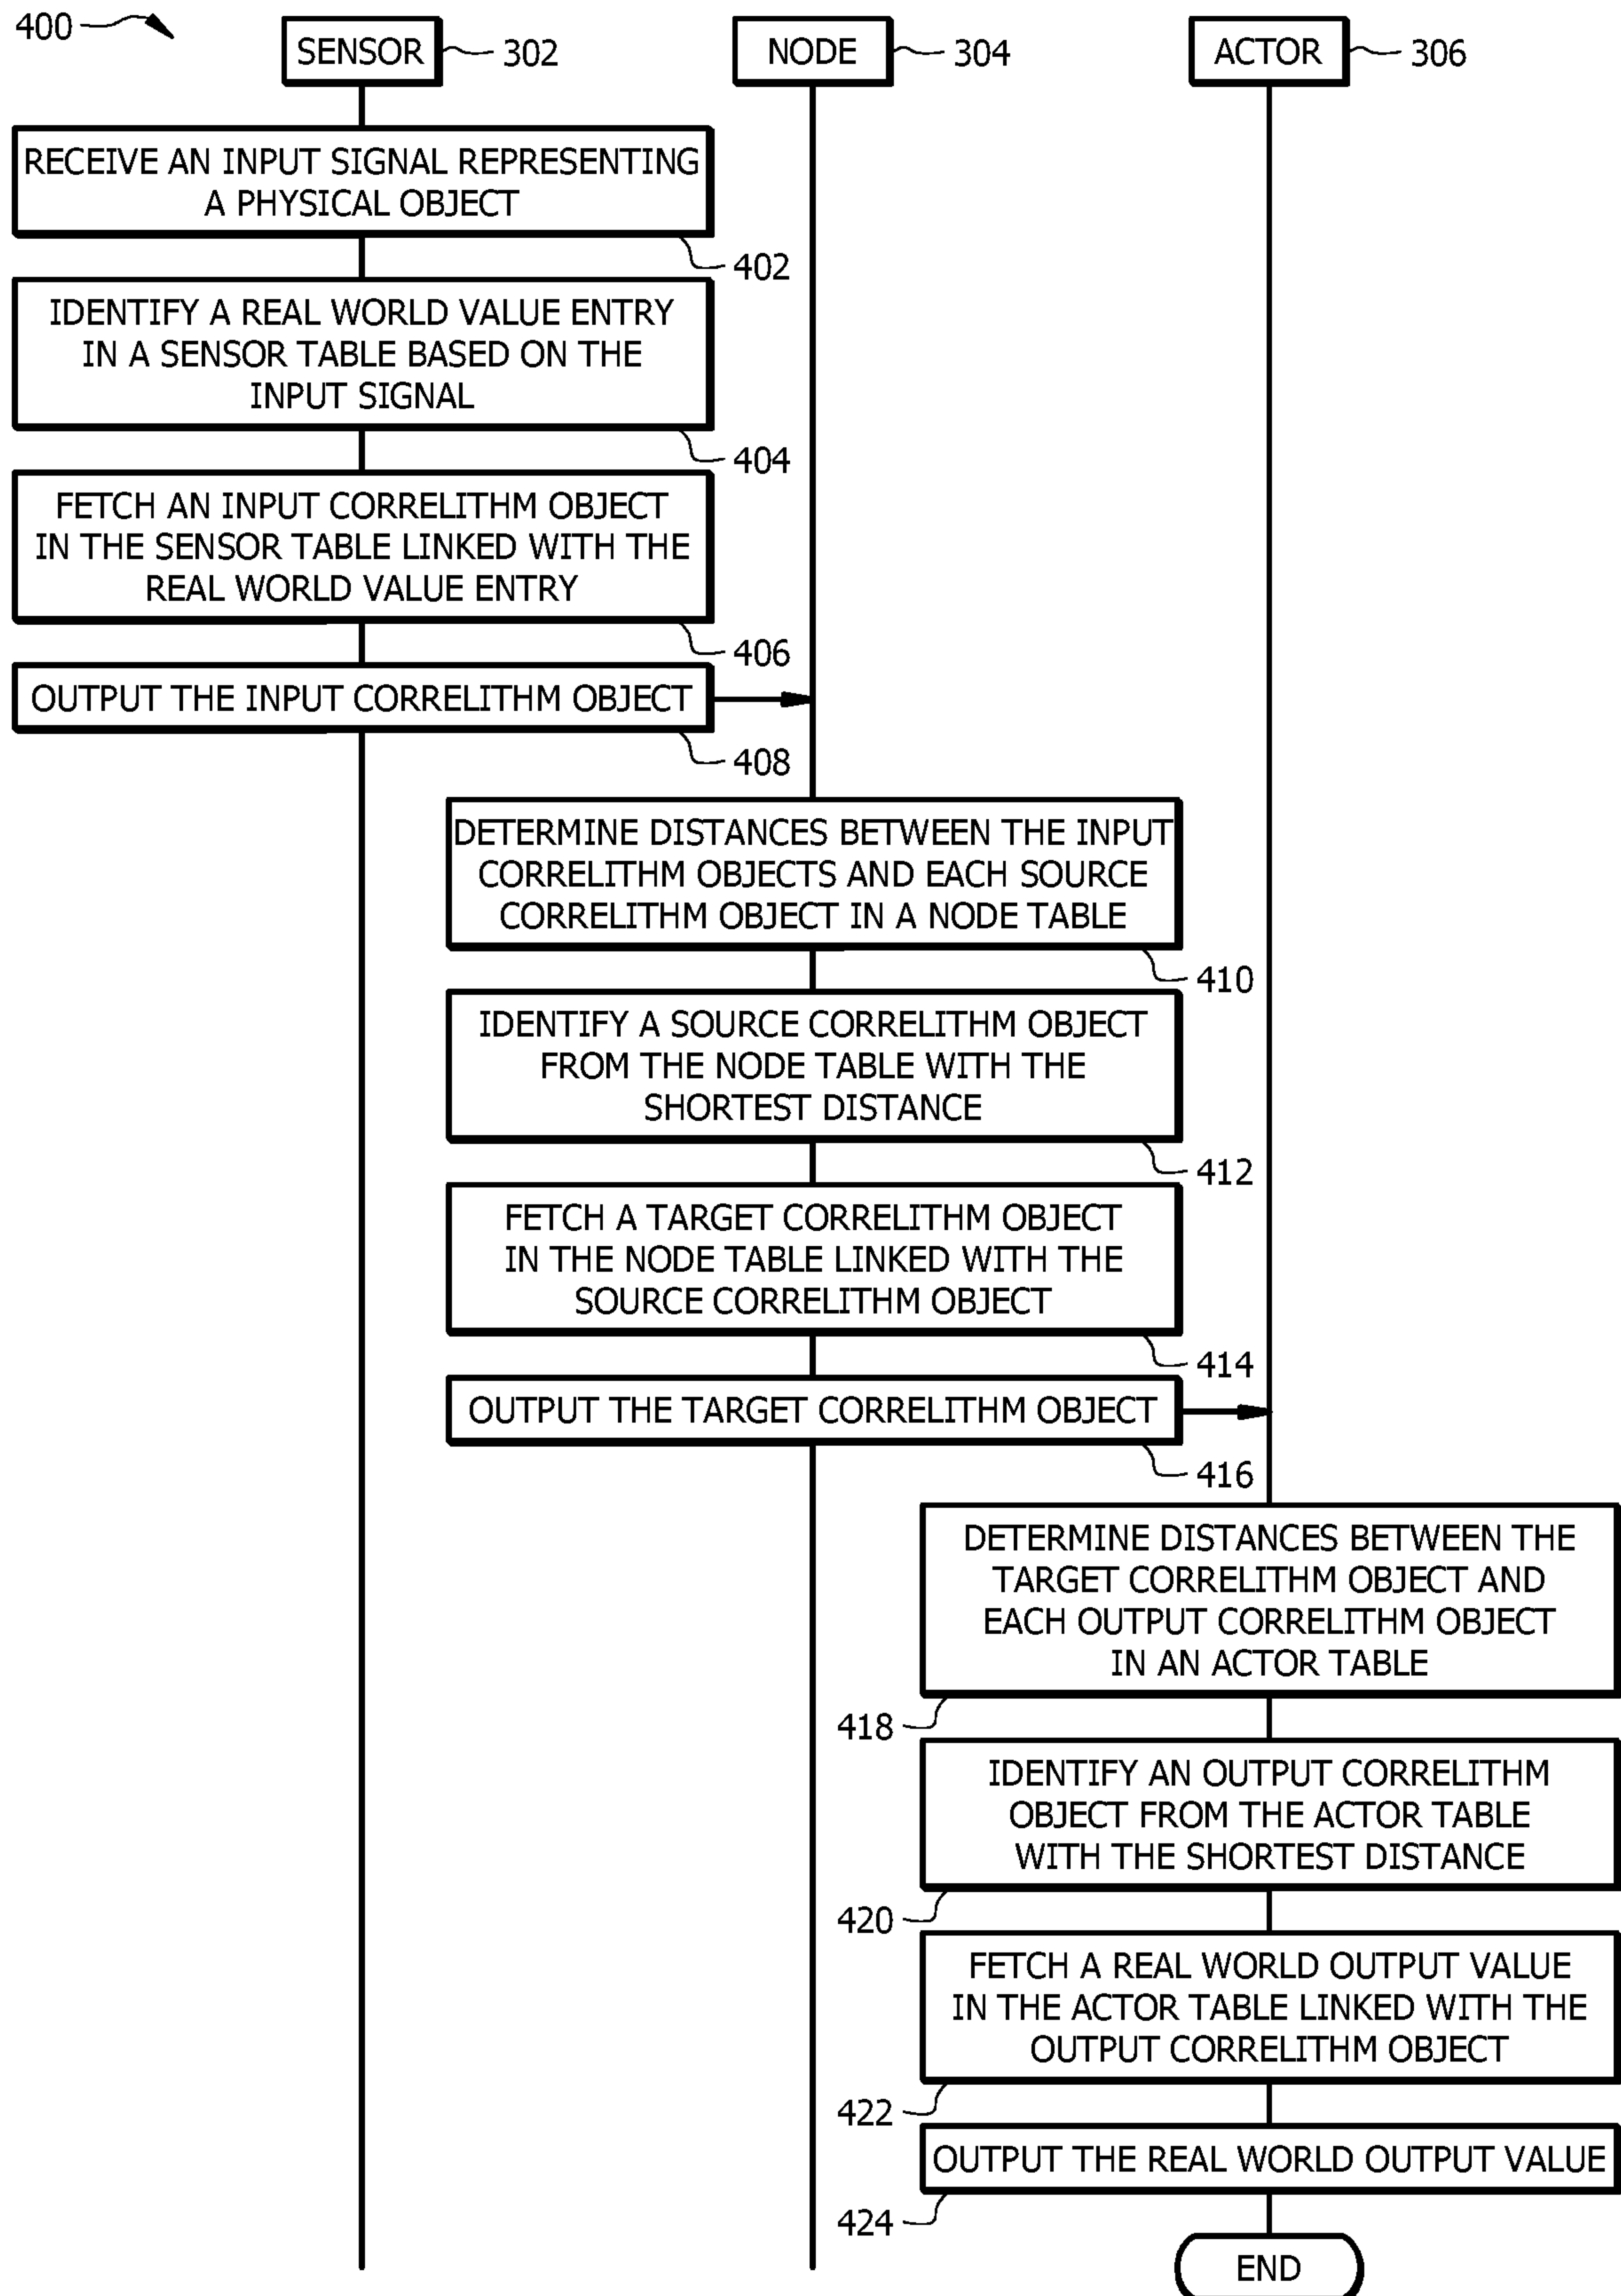 400
SENSOR 302
NODE 304
ACTOR 306
RECEIVE AN INPUT SIGNAL REPRESENTING
A PHYSICAL OBJECT
402
IDENTIFY A REAL WORLD VALUE ENTRY
IN A SENSOR TABLE BASED ON THE
INPUT SIGNAL
404
FETCH AN INPUT CORRELITHM OBJECT
IN THE SENSOR TABLE LINKED WITH THE
REAL WORLD VALUE ENTRY
406
OUTPUT THE INPUT CORRELITHM OBJECT
408
DETERMINE DISTANCES BETWEEN THE INPUT
CORRELITHM OBJECTS AND EACH SOURCE
CORRELITHM OBJECT IN A NODE TABLE
410
IDENTIFY A SOURCE CORRELITHM OBJECT
FROM THE NODE TABLE WITH THE
SHORTEST DISTANCE
412
FETCH A TARGET CORRELITHM OBJECT
IN THE NODE TABLE LINKED WITH THE
SOURCE CORRELITHM OBJECT
414
OUTPUT THE TARGET CORRELITHM OBJECT
416
DETERMINE DISTANCES BETWEEN THE
TARGET CORRELITHM OBJECT AND
EACH OUTPUT CORRELITHM OBJECT
IN AN ACTOR TABLE
418
IDENTIFY AN OUTPUT CORRELITHM
OBJECT FROM THE ACTOR TABLE
WITH THE SHORTEST DISTANCE
420
FETCH A REAL WORLD OUTPUT VALUE
IN THE ACTOR TABLE LINKED WITH THE
OUTPUT CORRELITHM OBJECT
422
OUTPUT THE REAL WORLD OUTPUT VALUE
424
END